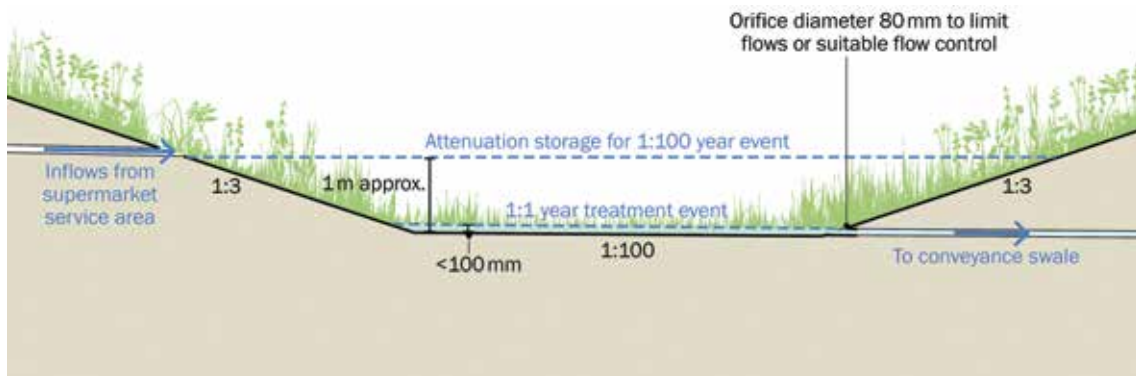 Orifice diameter 80 mm to limit
flows or suitable flow control
Attenuation storage for 1:100 year event
Inflows from
supermarket
service area
1:3
1 m approx.
1:3
1:1 year treatment event
<100 mm
1:100
To conveyance swale